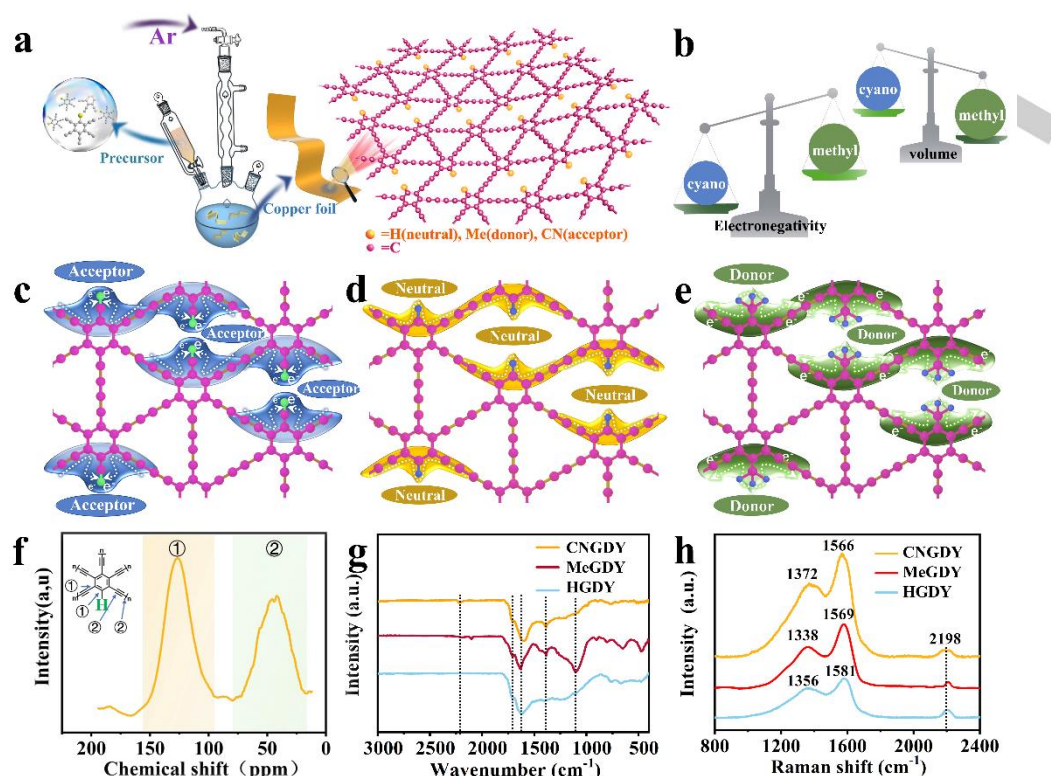 a
Ar
Precursor
Copper foil
=H(neutral), Me(donor), CN(acceptor)
=C
b
cyano
methyl
Electronegativity
cyano
methyl
volume
c
Acceptor
Acceptor
Acceptor
Acceptor
e⁻
e⁻
e⁻
e⁻
d
Neutral
Neutral
Neutral
Neutral
e
Donor
Donor
Donor
Donor
e⁻
e⁻
e⁻
e⁻
f
Intensity(a,u)
①
②
n
n
n
n
n
①
①
H
②
②
200
150
100
50
0
Chemical shift (ppm)
g
Intensity (a.u.)
CNGDY
MeGDY
HGDY
3000
2500
2000
1500
1000
500
Wavenumber (cm⁻¹)
h
Intensity (a.u.)
CNGDY
MeGDY
HGDY
1372
1566
1338
1569
1356
1581
2198
800
1200
1600
2000
2400
Raman shift (cm⁻¹)